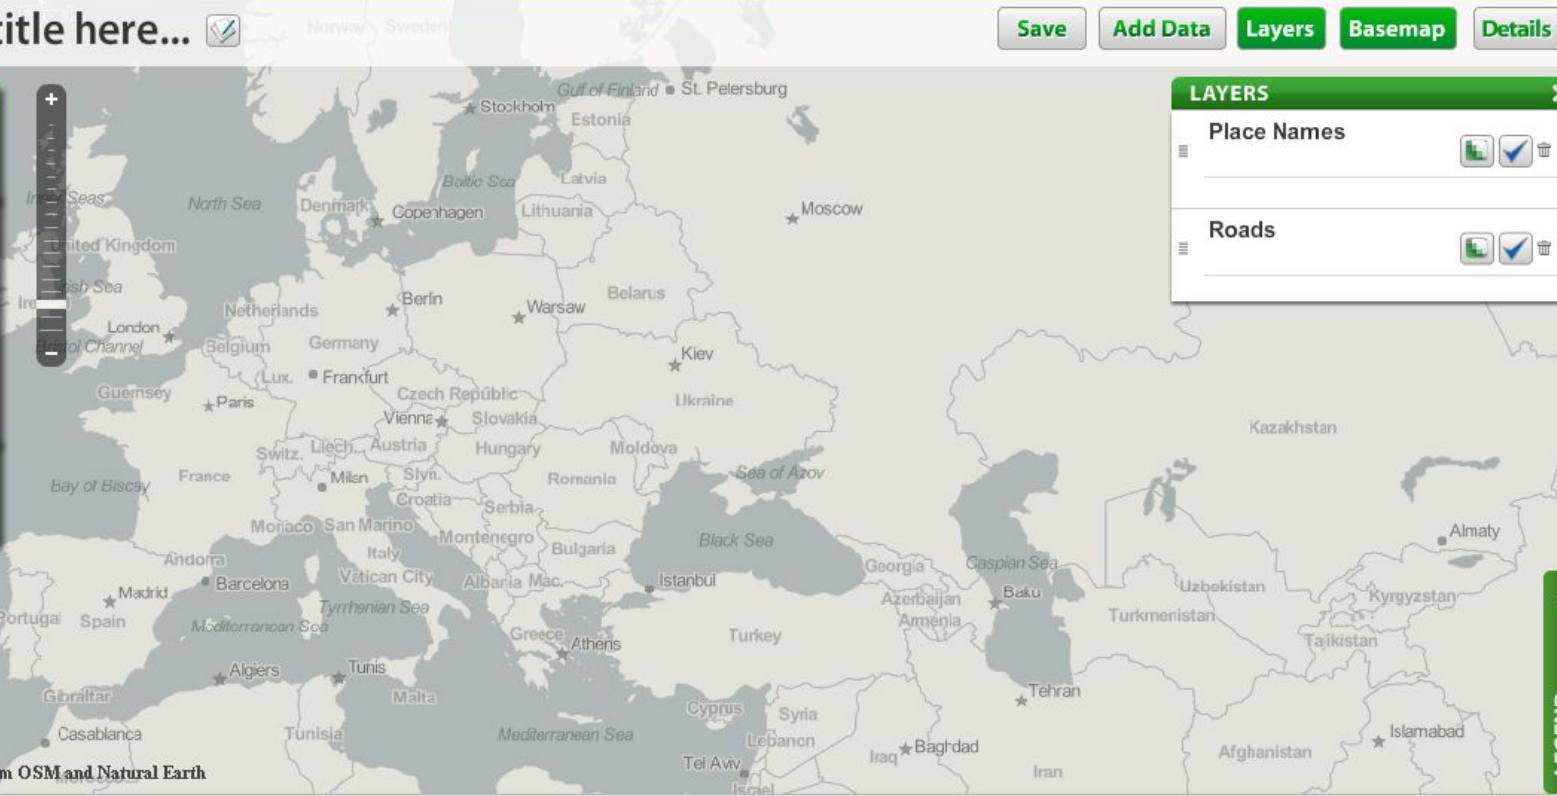 itle here...
Norway Sweden
Save
Add Data
Layers
Basemap
Details
LAYERS
Place Names
Roads
+
−
Gulf of Finland
St. Petersburg
Stockholm
Estonia
Baltic Sea
Latvia
Lithuania
North Sea
Denmark
Copenhagen
Moscow
United Kingdom
Irish Sea
Belarus
Netherlands
Berlin
Warsaw
London
Bristol Channel
Belgium
Germany
Kiev
Lux.
Frankfurt
Guernsey
Paris
Czech Republic
Ukraine
Vienna
Slovakia
Kazakhstan
Switz.
Liech.
Austria
Hungary
Moldova
France
Milan
Slvn.
Romania
Sea of Azov
Bay of Biscay
Croatia
Serbia
Monaco
San Marino
Montenegro
Black Sea
Almaty
Italy
Bulgaria
Andorra
Georgia
Caspian Sea
Barcelona
Vatican City
Albania
Mac.
Istanbul
Uzbekistan
Madrid
Azerbaijan
Baku
Kyrgyzstan
Portugal
Spain
Tyrrhenian Sea
Mediterranean Sea
Armenia
Turkmenistan
Greece
Athens
Turkey
Tajikistan
Algiers
Tunis
Gibraltar
Malta
Tehran
Cyprus
Syria
Casablanca
Tunisia
Mediterranean Sea
Lebanon
Baghdad
Islamabad
Iraq
Afghanistan
Tel Aviv
Iran
m OSM and Natural Earth
Israel